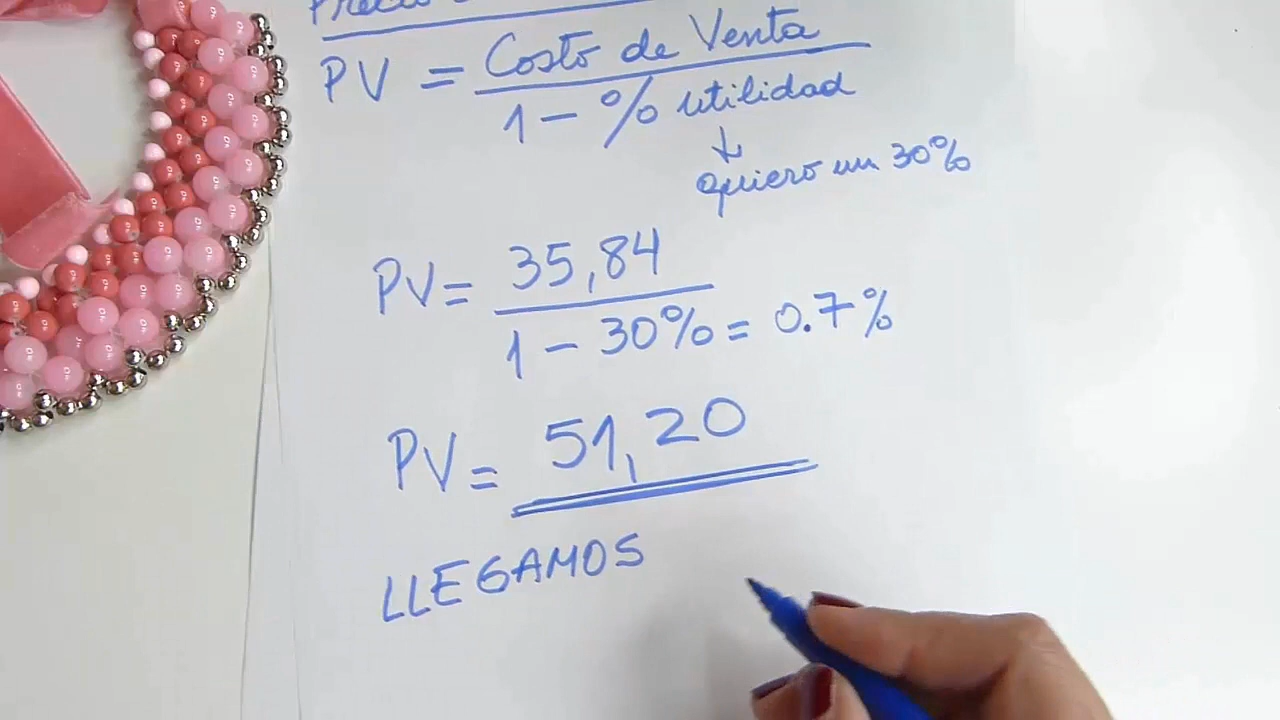 PV = Costo de Venta
1 - % utilidad
↓
quiero un 30%
PV = 35,84
1 - 30% = 0.7%
PV = 51,20
LLEGAMOS